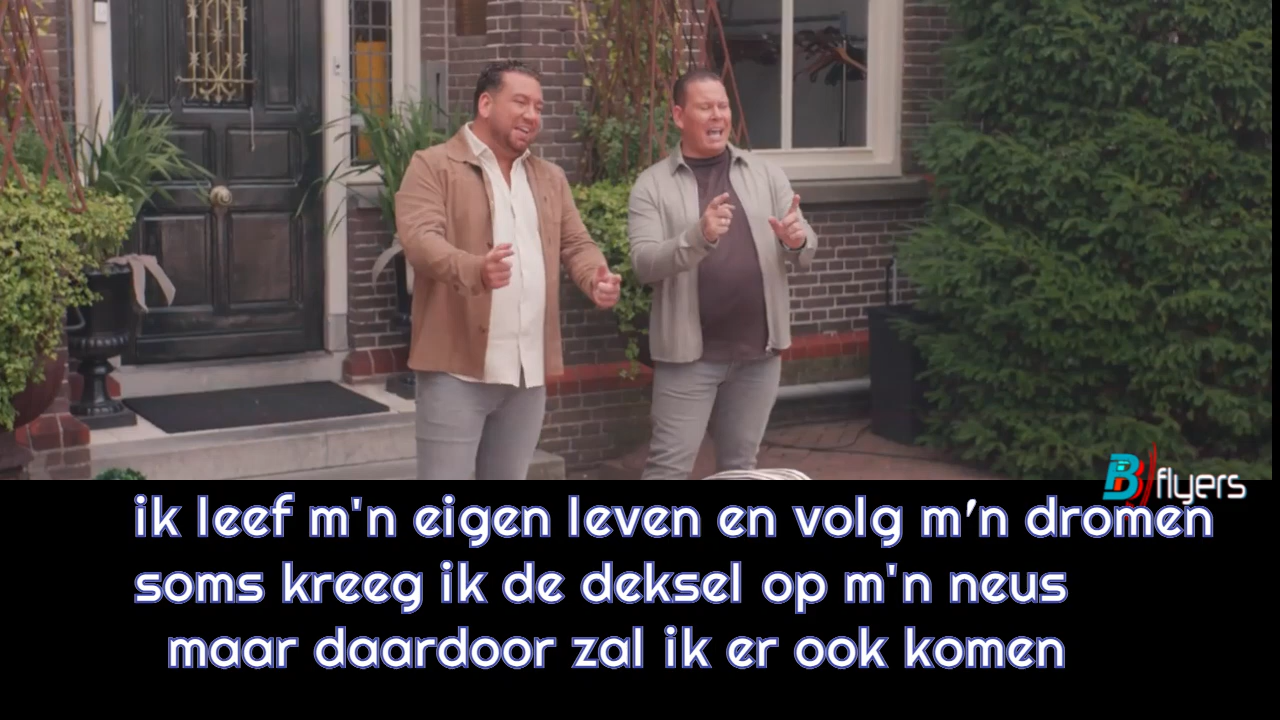 B flyers
ik leef m'n eigen leven en volg m’n dromen
soms kreeg ik de deksel op m'n neus
maar daardoor zal ik er ook komen